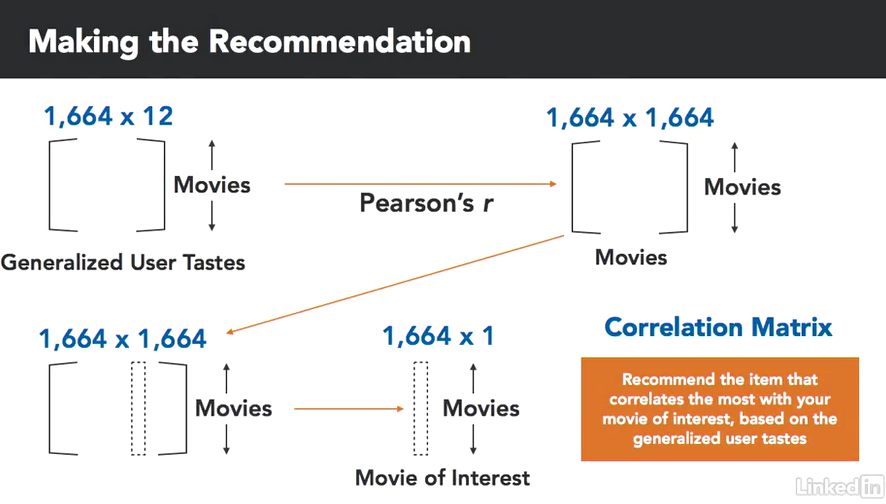 Making the Recommendation
1,664 x 12
Movies
Generalized User Tastes
Pearson's r
1,664 x 1,664
Movies
Movies
1,664 x 1,664
Movies
1,664 x 1
Movies
Movie of Interest
Correlation Matrix
Recommend the item that
correlates the most with your
movie of interest, based on the
generalized user tastes
Linked in